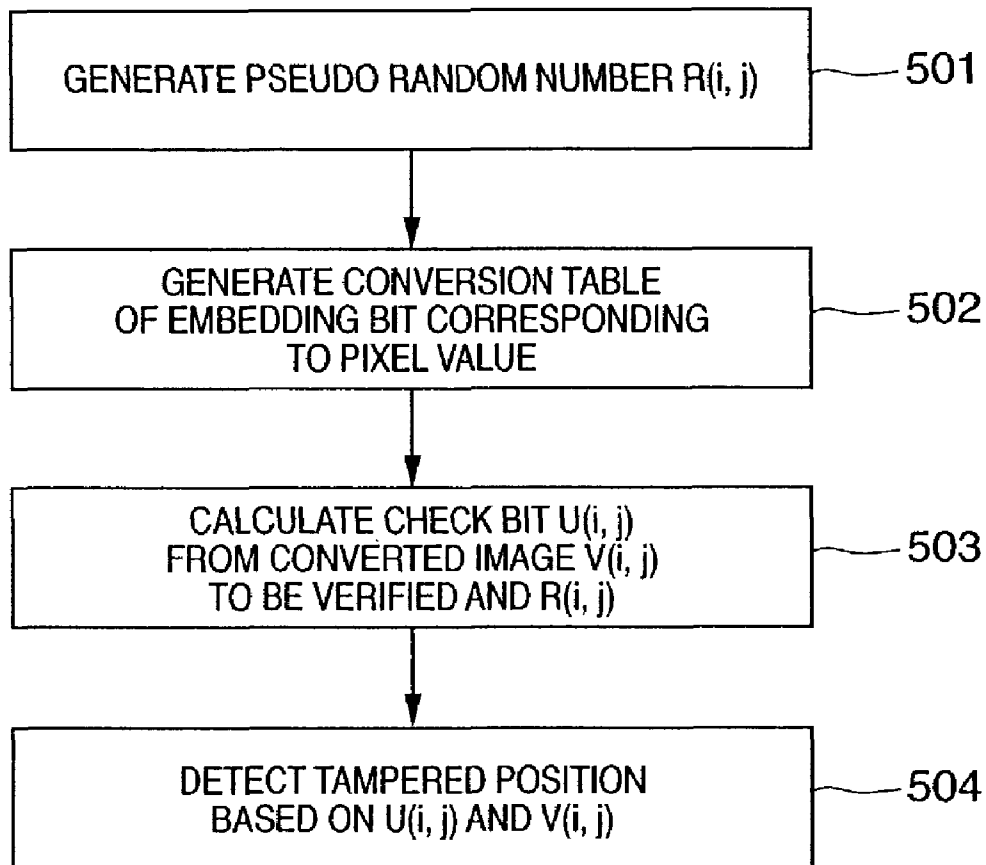 GENERATE PSEUDO RANDOM NUMBER R(i, j)
501
GENERATE CONVERSION TABLE
OF EMBEDDING BIT CORRESPONDING
TO PIXEL VALUE
502
CALCULATE CHECK BIT U(i, j)
FROM CONVERTED IMAGE V(i, j)
TO BE VERIFIED AND R(i, j)
503
DETECT TAMPERED POSITION
BASED ON U(i, j) AND V(i, j)
504